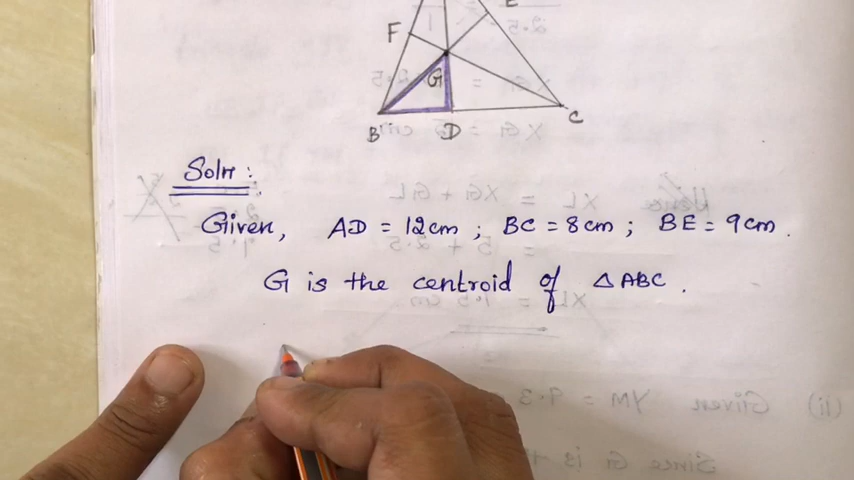 E
F
G
B D C
Soln :
Given, AD = 12cm ; BC = 8cm ; BE = 9cm .
G is the centroid of △ABC .